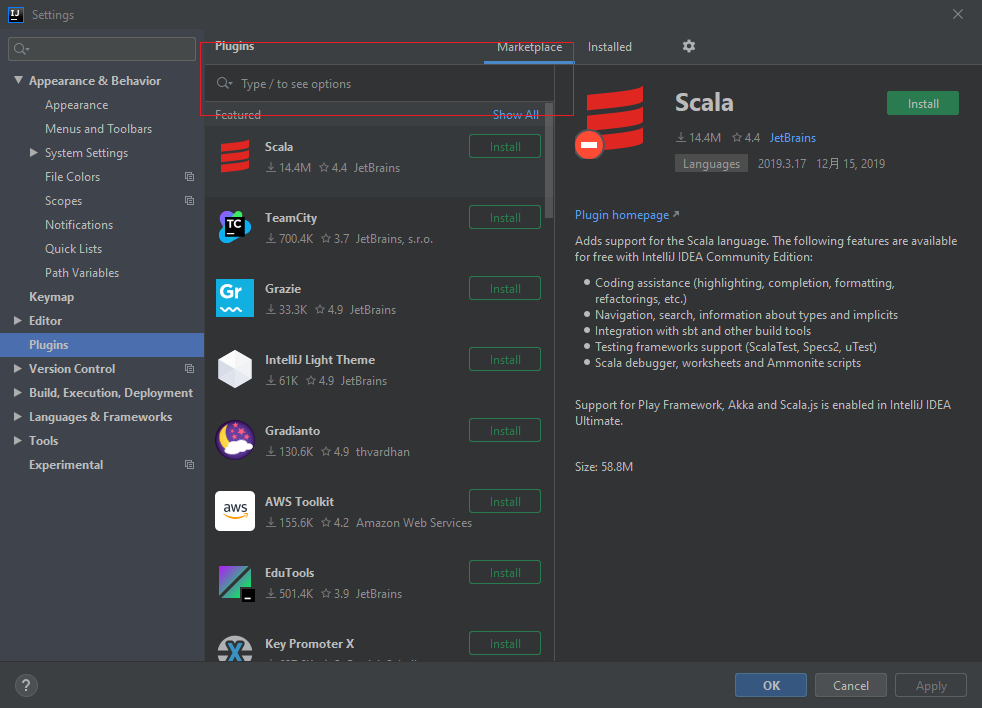 IJ Settings
Appearance & Behavior
Appearance
Menus and Toolbars
System Settings
File Colors
Scopes
Notifications
Quick Lists
Path Variables
Keymap
Editor
Plugins
Version Control
Build, Execution, Deployment
Languages & Frameworks
Tools
Experimental
Plugins Marketplace Installed
Type / to see options
Featured Show All
Scala Install
14.4M 4.4 JetBrains
TC
TeamCity Install
700.4K 3.7 JetBrains, s.r.o.
Gr
Grazie Install
33.3K 4.9 JetBrains
IntelliJ Light Theme Install
61K 4.9 JetBrains
Gradianto Install
130.6K 4.9 thvardhan
aws
AWS Toolkit Install
155.6K 4.2 Amazon Web Services
EduTools Install
501.4K 3.9 JetBrains
Key Promoter X Install
Scala Install
14.4M 4.4 JetBrains
Languages 2019.3.17 12月 15, 2019
Plugin homepage
Adds support for the Scala language. The following features are available
for free with IntelliJ IDEA Community Edition:
Coding assistance (highlighting, completion, formatting,
refactorings, etc.)
Navigation, search, information about types and implicits
Integration with sbt and other build tools
Testing frameworks support (ScalaTest, Specs2, uTest)
Scala debugger, worksheets and Ammonite scripts
Support for Play Framework, Akka and Scala.js is enabled in IntelliJ IDEA
Ultimate.
Size: 58.8M
? OK Cancel Apply